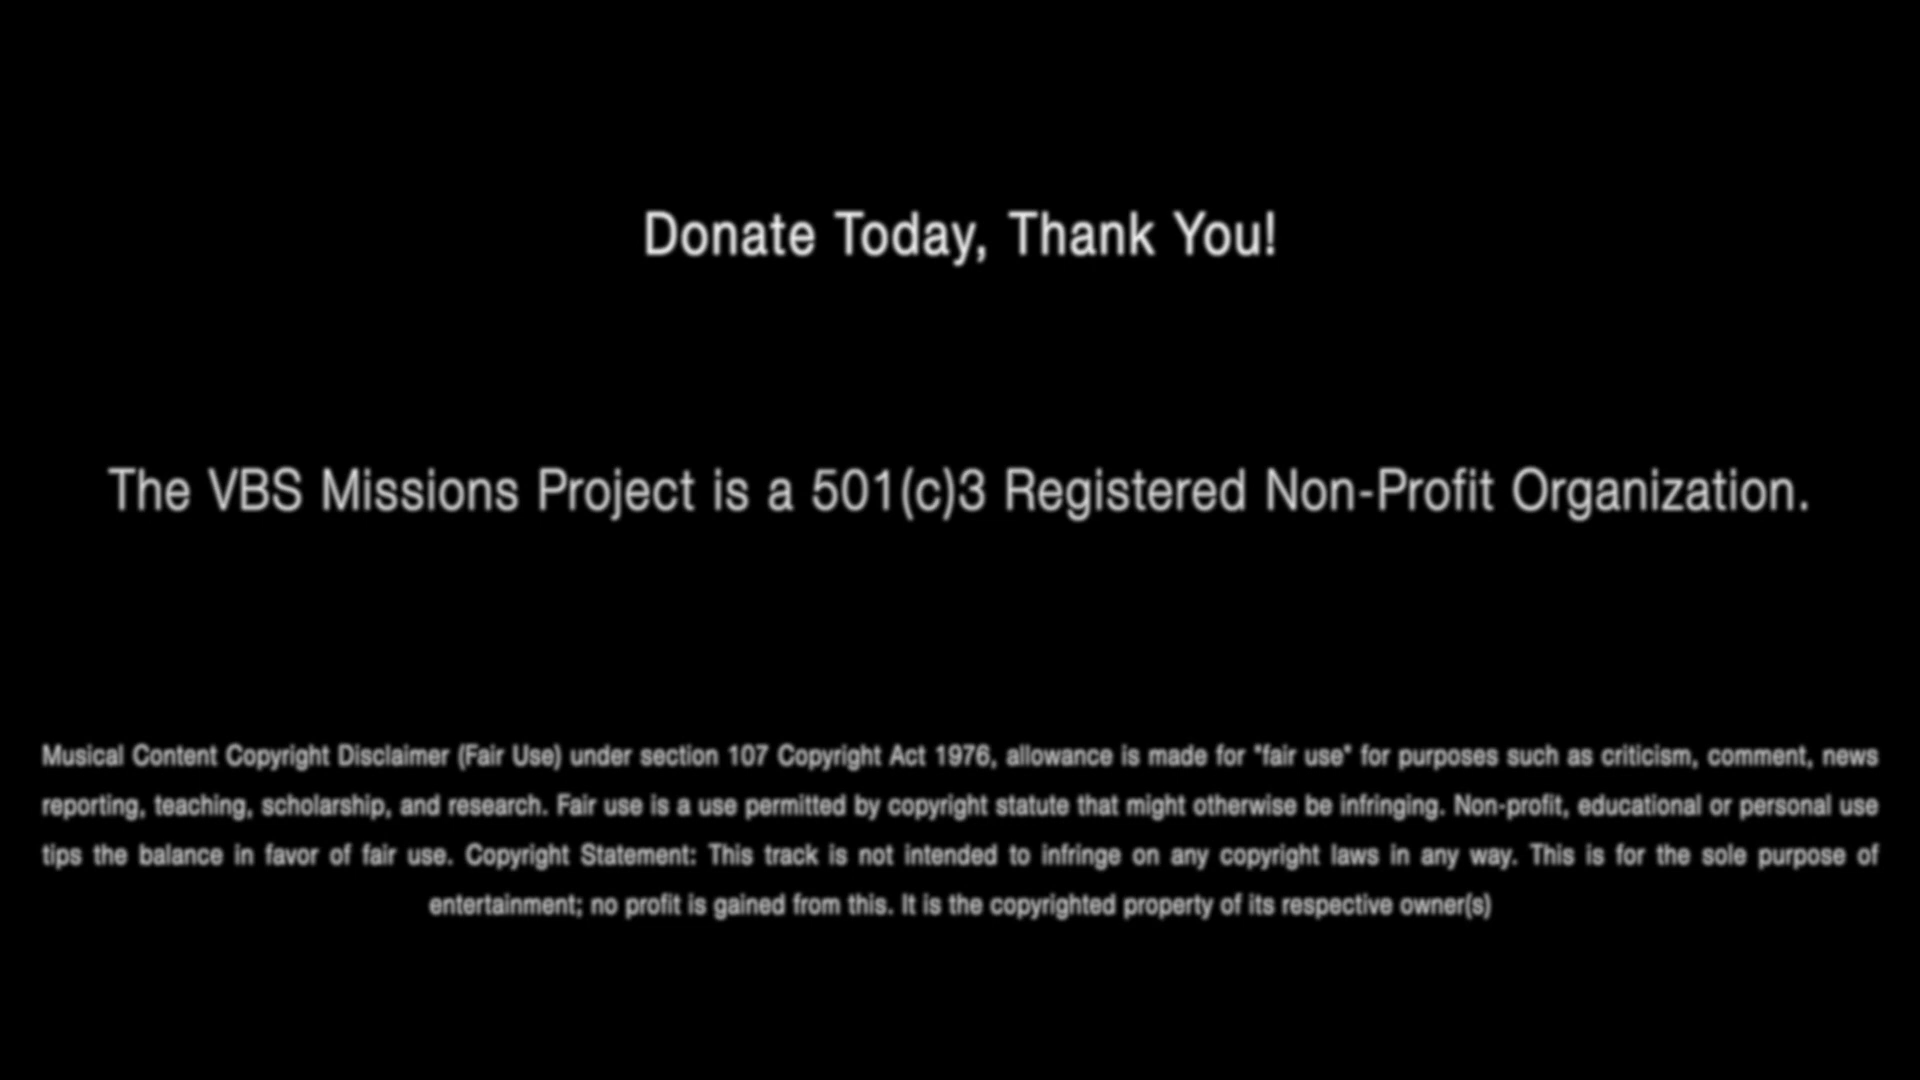 Donate Today, Thank You!
The VBS Missions Project is a 501(c)3 Registered Non-Profit Organization.
Musical Content Copyright Disclaimer (Fair Use) under section 107 Copyright Act 1976, allowance is made for "fair use" for purposes such as criticism, comment, news
reporting, teaching, scholarship, and research. Fair use is a use permitted by copyright statute that might otherwise be infringing. Non-profit, educational or personal use
tips the balance in favor of fair use. Copyright Statement: This track is not intended to infringe on any copyright laws in any way. This is for the sole purpose of
entertainment; no profit is gained from this. It is the copyrighted property of its respective owner(s)